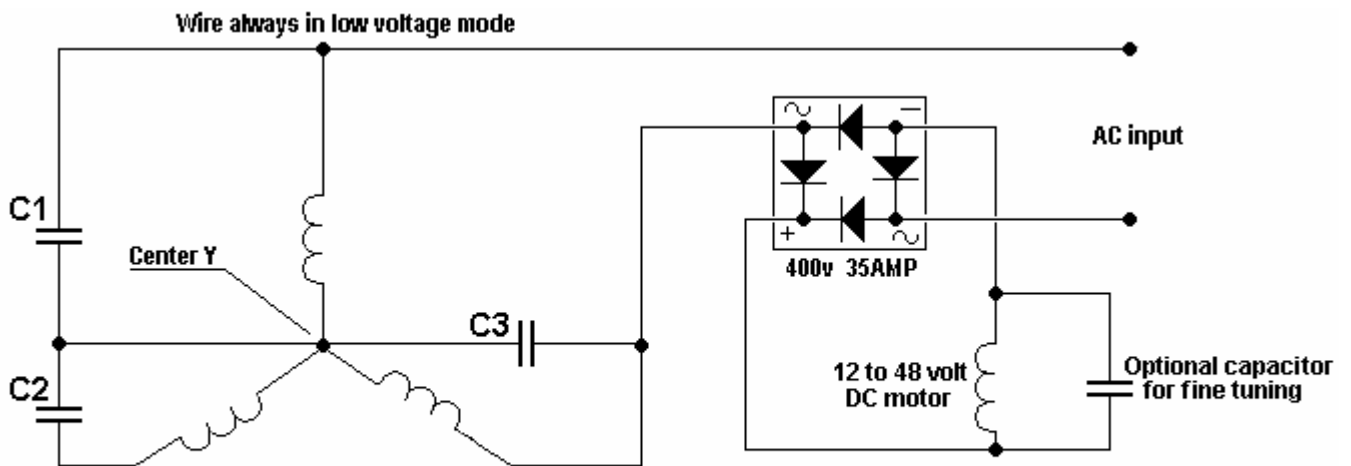 Wire always in low voltage mode
AC input
C1
Center Y
+
400v 35AMP
C3
C2
12 to 48 volt
DC motor
Optional capacitor
for fine tuning